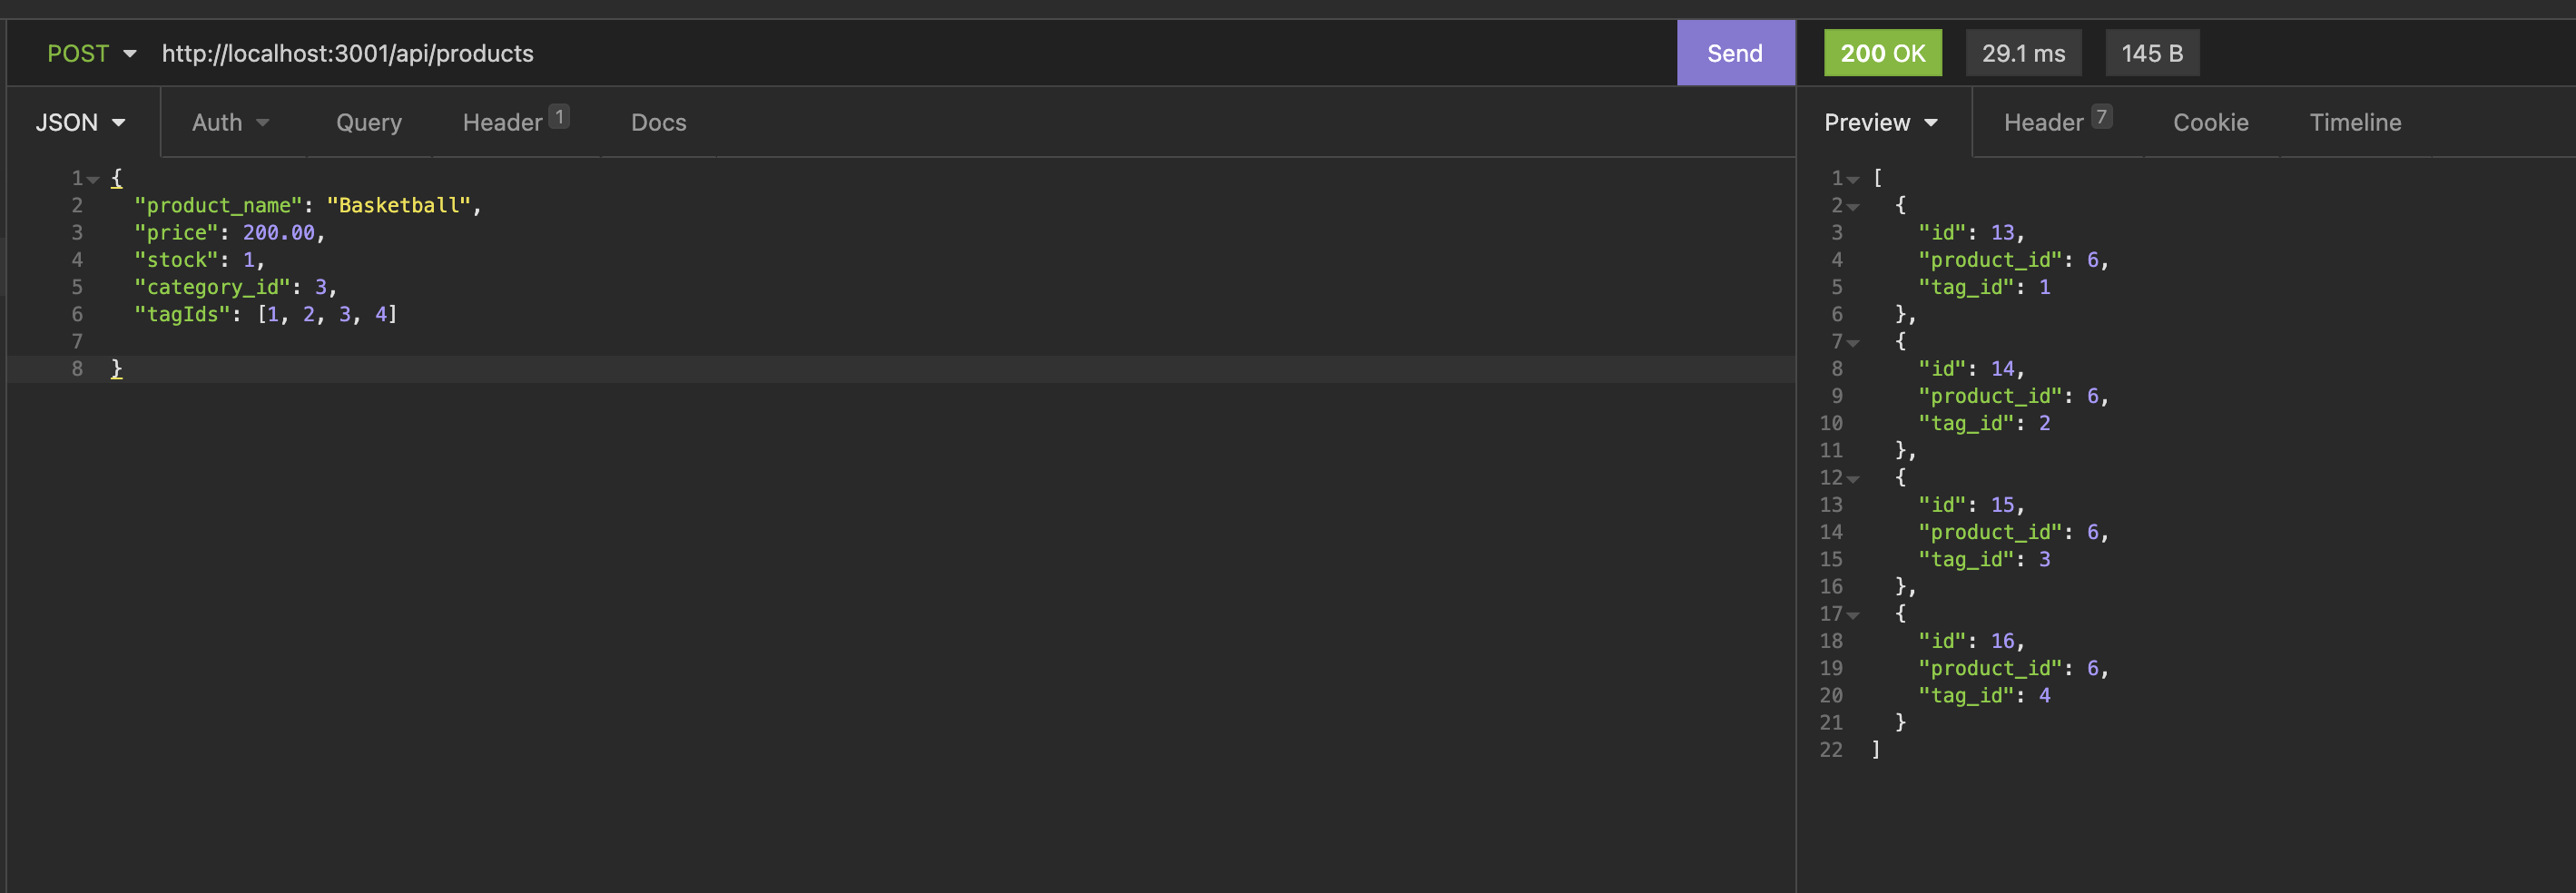 POST http://localhost:3001/api/products Send 200 OK 29.1 ms 145 B
JSON Auth Query Header 1 Docs
1 {
2 "product_name": "Basketball",
3 "price": 200.00,
4 "stock": 1,
5 "category_id": 3,
6 "tagIds": [1, 2, 3, 4]
7
8 }
Preview Header 7 Cookie Timeline
1 [
2 {
3 "id": 13,
4 "product_id": 6,
5 "tag_id": 1
6 },
7 {
8 "id": 14,
9 "product_id": 6,
10 "tag_id": 2
11 },
12 {
13 "id": 15,
14 "product_id": 6,
15 "tag_id": 3
16 },
17 {
18 "id": 16,
19 "product_id": 6,
20 "tag_id": 4
21 }
22 ]